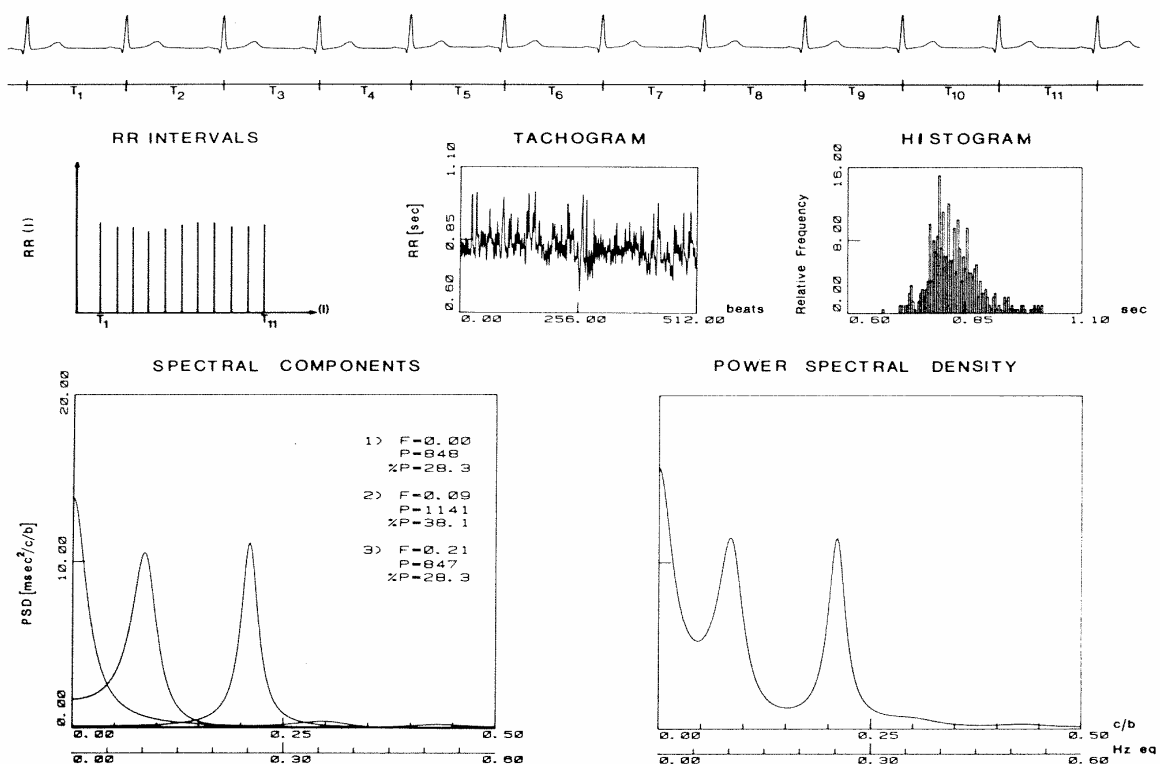 T1 T2 T3 T4 T5 T6 T7 T8 T9 T10 T11
RR INTERVALS
RR (I)
T1
T11
(I)
TACHOGRAM
RR [sec]
1.10
0.85
0.60
0.00 256.00 512.00
beats
HISTOGRAM
Relative Frequency
16.00
8.00
0.00
0.60 0.85 1.10
sec
SPECTRAL COMPONENTS
PSD [msec²/c/b]
20.00
10.00
0.00
1) F=0.00
P=848
%P=28.3
2) F=0.09
P=1141
%P=38.1
3) F=0.21
P=847
%P=28.3
0.00 0.25 0.50
0.00 0.30 0.60
POWER SPECTRAL DENSITY
0.00 0.25 0.50
c/b
0.00 0.30 0.60
Hz eq